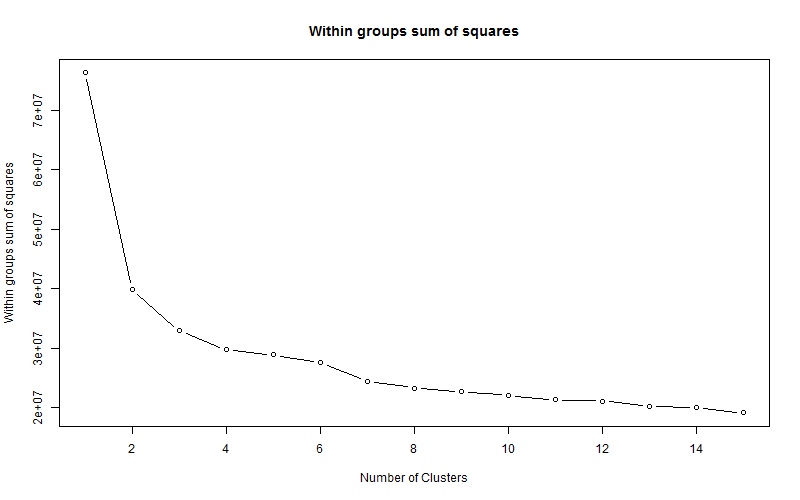 Within groups sum of squares
Within groups sum of squares
7e+07
6e+07
5e+07
4e+07
3e+07
2e+07
2 4 6 8 10 12 14
Number of Clusters